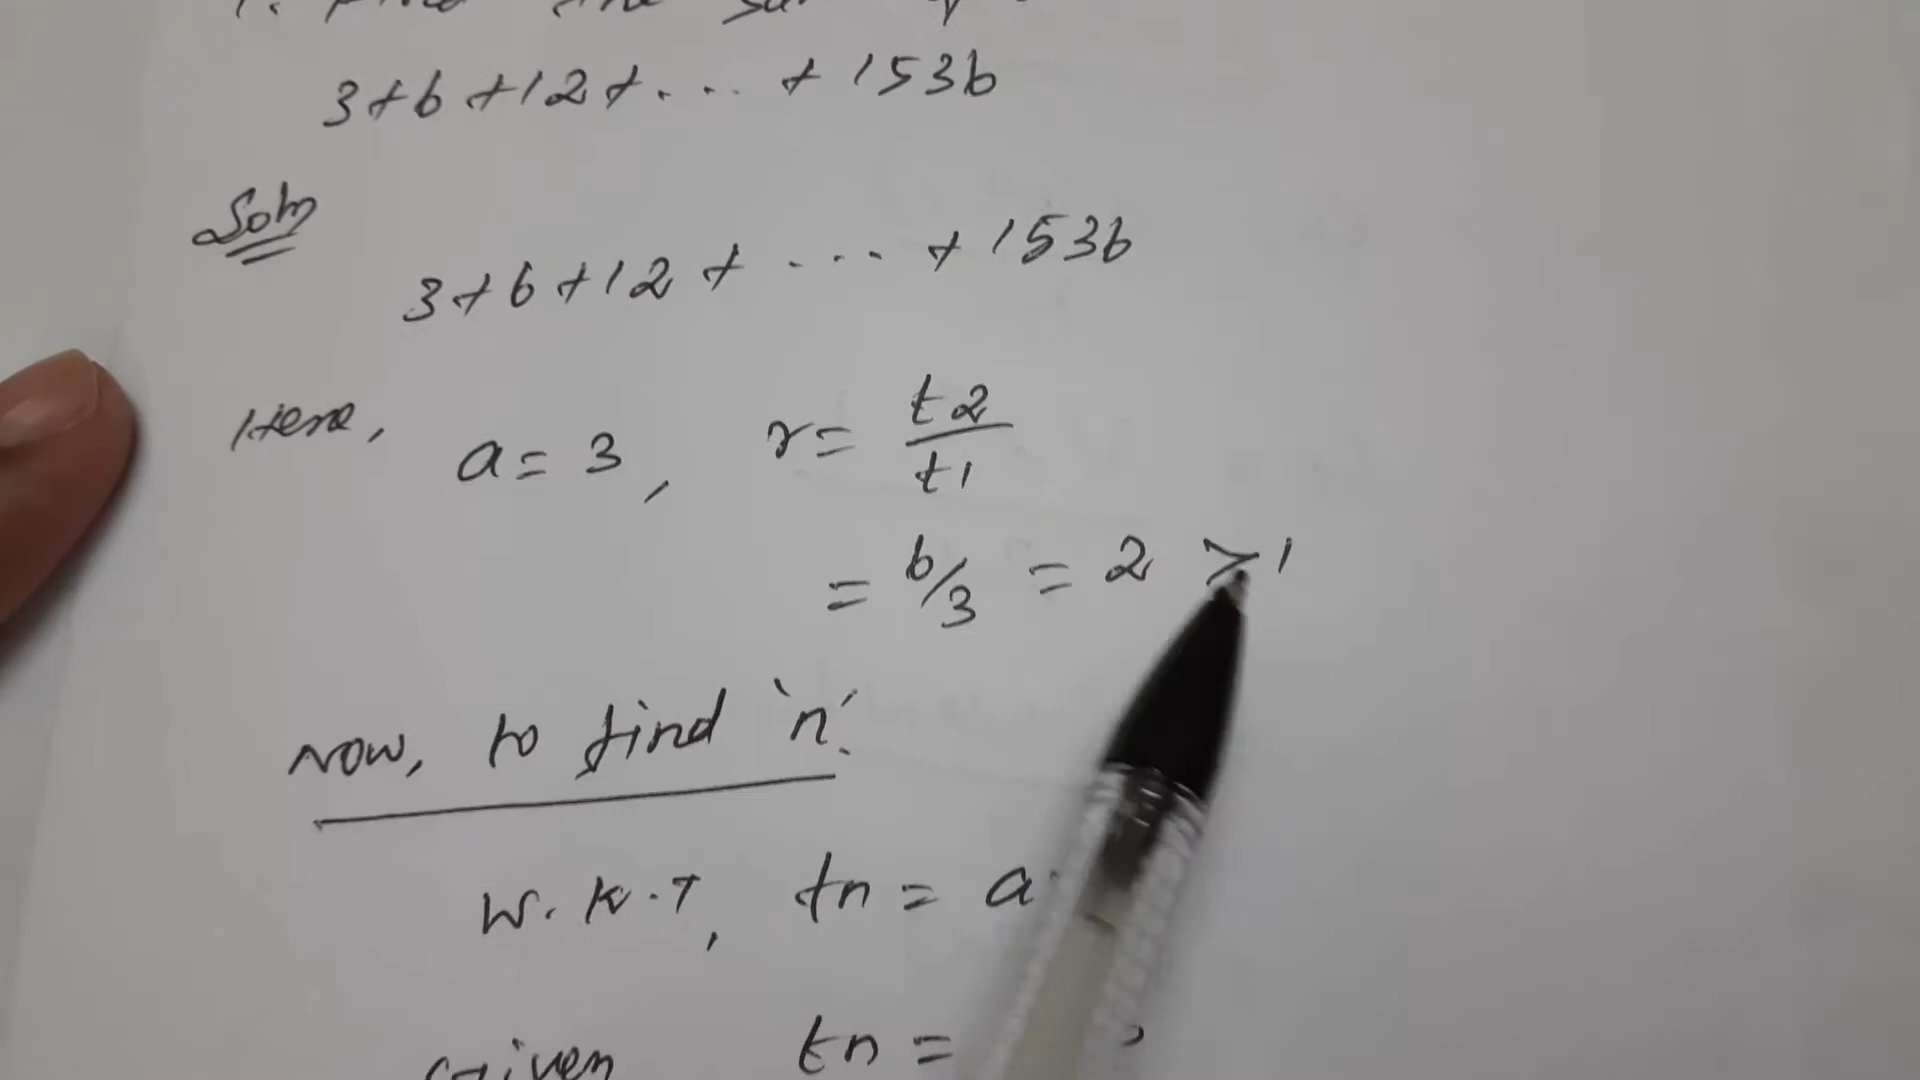 3+6+12+... + 1536
Soln
3+6+12+ .... +1536
Here, a = 3, r = t2/t1
= 6/3 = 2 >1
Now, to find 'n'.
W.K.T, tn = a
Given tn =